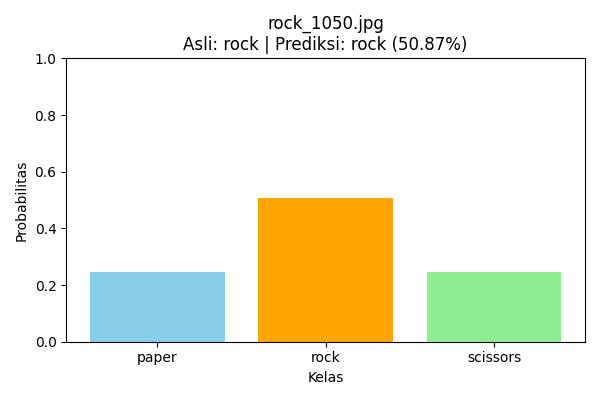 rock_1050.jpg
Asli: rock | Prediksi: rock (50.87%)
1.0
0.8
0.6
0.4
0.2
0.0
Probabilitas
paper
rock
scissors
Kelas